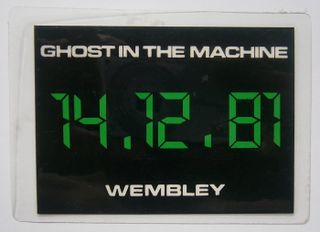 GHOST IN THE MACHINE
14.12.81
WEMBLEY